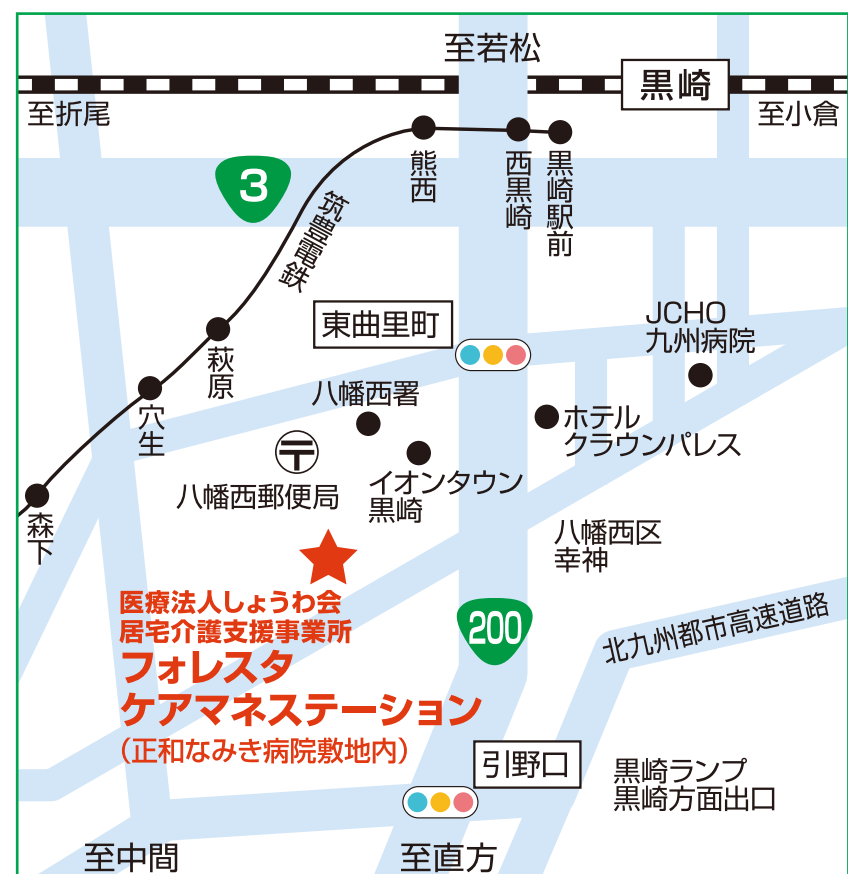 至若松
黒崎
至折尾
至小倉
熊西
西黒崎
黒崎駅前
3
筑豊電鉄
東曲里町
JCHO
九州病院
萩原
穴生
八幡西署
ホテル
クラウンパレス
八幡西郵便局
イオンタウン
黒崎
森下
八幡西区
幸神
医療法人しょうわ会
居宅介護支援事業所
フォレスタ
ケアマネステーション
(正和なみき病院敷地内)
200
北九州都市高速道路
引野口
黒崎ランプ
黒崎方面出口
至中間
至直方